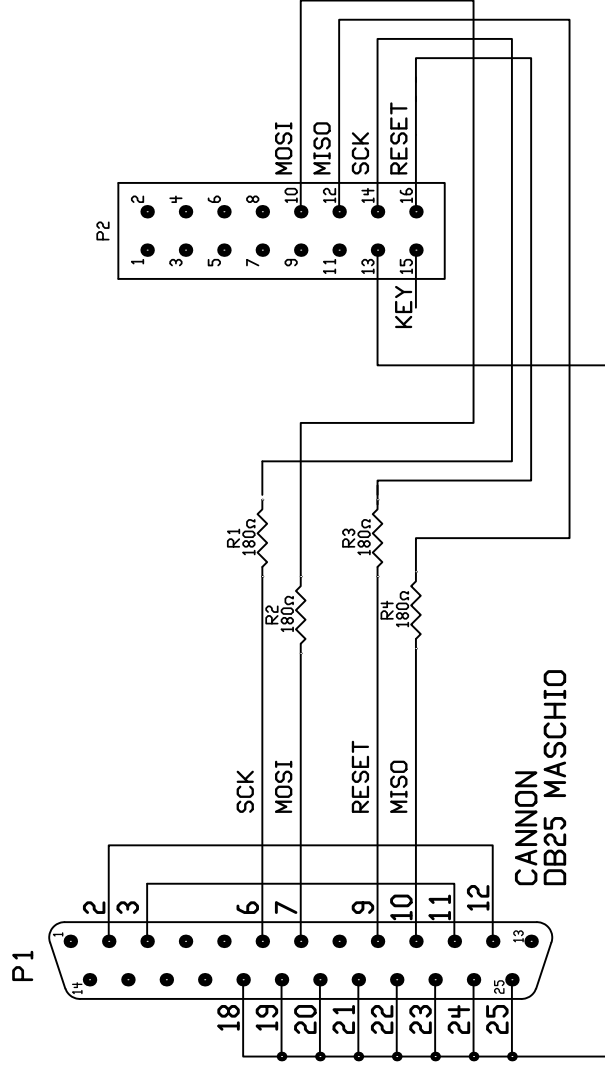 P2
2
4
6
8
10
12
14
16
1
3
5
7
9
11
13
15
MOSI
MISO
SCK
RESET
KEY
R1
180Ω
R2
180Ω
R3
180Ω
R4
180Ω
SCK
MOSI
RESET
MISO
CANNON
DB25 MASCHIO
P1
1
2
3
6
7
9
10
11
12
13
14
25
18
19
20
21
22
23
24
25